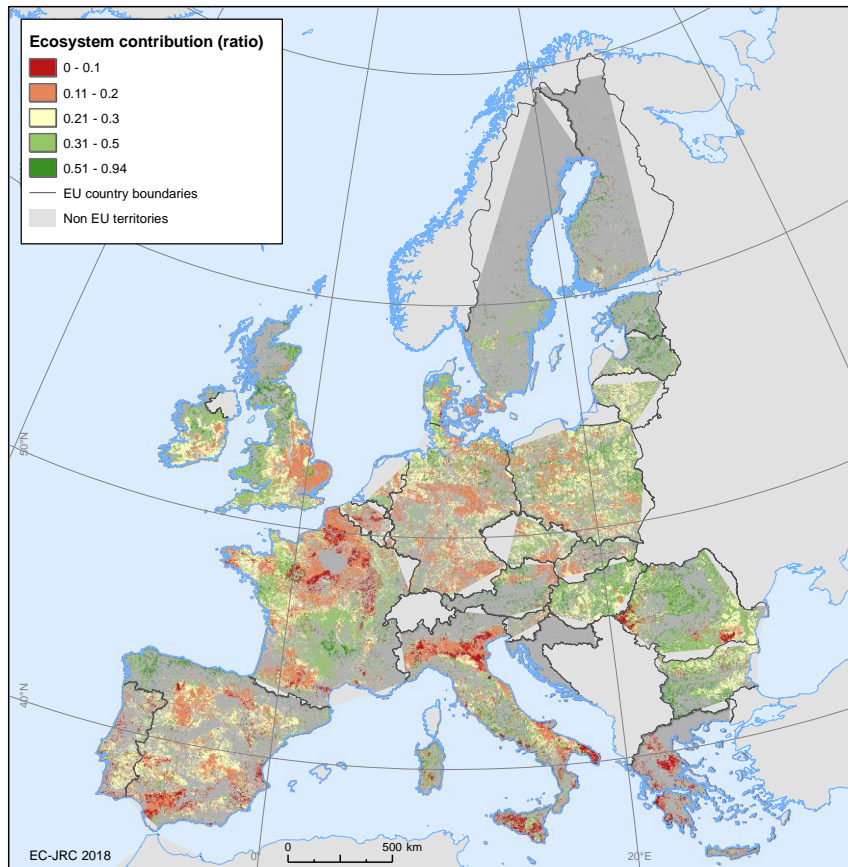 Ecosystem contribution (ratio)
0 - 0.1
0.11 - 0.2
0.21 - 0.3
0.31 - 0.5
0.51 - 0.94
EU country boundaries
Non EU territories
50°N
40°N
EC-JRC 2018
0°
0 500 km
20°E